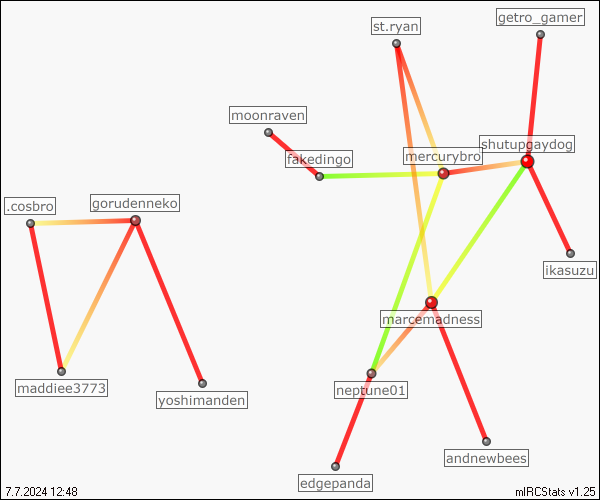 getro_gamer
st.ryan
moonraven
shutupgaydog
mercurybro
fakedingo
gorudenneko
.cosbro
ikasuzu
marcemadness
maddiee3773
neptune01
yoshimanden
andnewbees
edgepanda
7.7.2024 12:48
mIRCStats v1.25